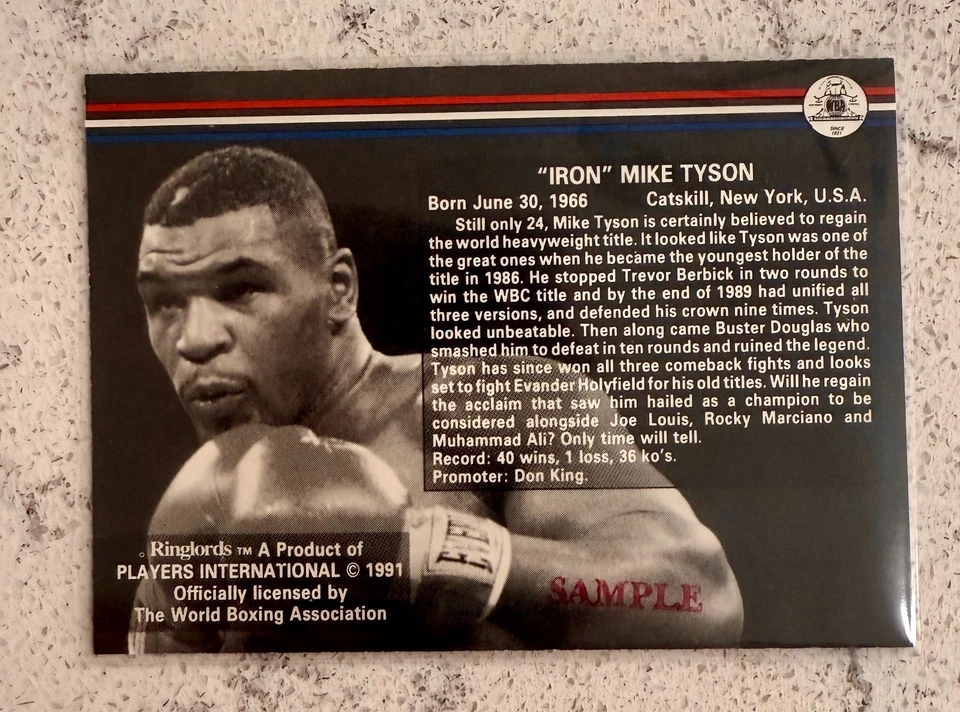 SINCE
1921
"IRON" MIKE TYSON
Born June 30, 1966 Catskill, New York, U.S.A.
Still only 24, Mike Tyson is certainly believed to regain
the world heavyweight title. It looked like Tyson was one of
the great ones when he became the youngest holder of the
title in 1986. He stopped Trevor Berbick in two rounds to
win the WBC title and by the end of 1989 had unified all
three versions, and defended his crown nine times. Tyson
looked unbeatable. Then along came Buster Douglas who
smashed him to defeat in ten rounds and ruined the legend.
Tyson has since won all three comeback fights and looks
set to fight Evander Holyfield for his old titles. Will he regain
the acclaim that saw him hailed as a champion to be
considered alongside Joe Louis, Rocky Marciano and
Muhammad Ali? Only time will tell.
Record: 40 wins, 1 loss, 36 ko's.
Promoter: Don King.
Ringlords TM A Product of
PLAYERS INTERNATIONAL © 1991
Officially licensed by
The World Boxing Association
SAMPLE